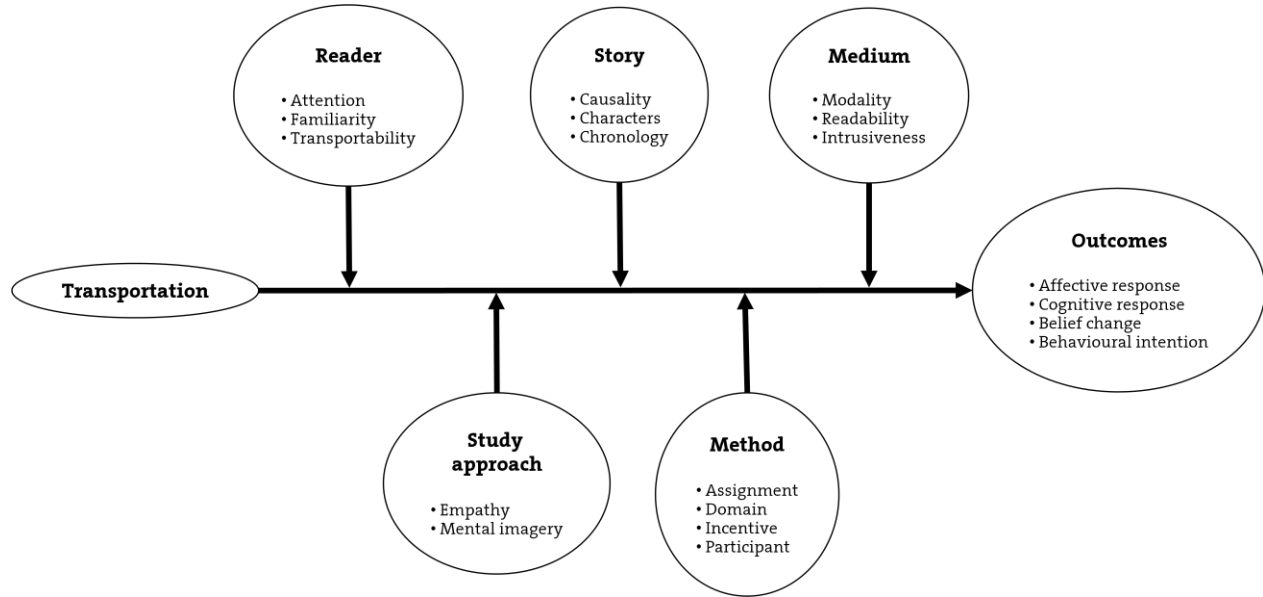 Reader
• Attention
• Familiarity
• Transportability
Story
• Causality
• Characters
• Chronology
Medium
• Modality
• Readability
• Intrusiveness
Transportation
Outcomes
• Affective response
• Cognitive response
• Belief change
• Behavioural intention
Study
approach
• Empathy
• Mental imagery
Method
• Assignment
• Domain
• Incentive
• Participant